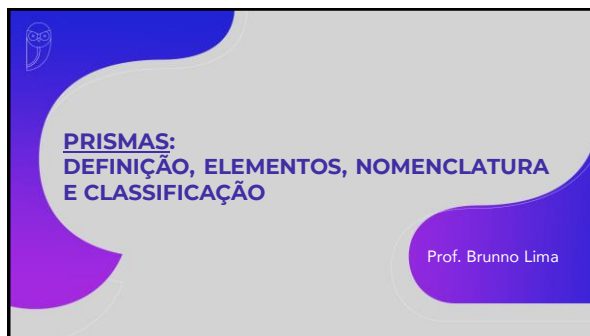 PRISMAS:
DEFINIÇÃO, ELEMENTOS, NOMENCLATURA
E CLASSIFICAÇÃO
Prof. Brunno Lima